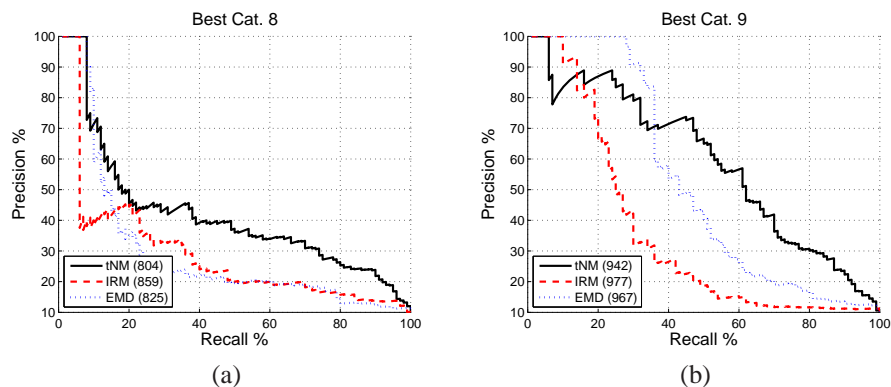 Best Cat. 8
100
90
80
70
60
50
40
30
20
10
Precision %
tNM (804)
IRM (859)
EMD (825)
0 20 40 60 80 100
Recall %
(a)
Best Cat. 9
100
90
80
70
60
50
40
30
20
10
Precision %
tNM (942)
IRM (977)
EMD (967)
0 20 40 60 80 100
Recall %
(b)